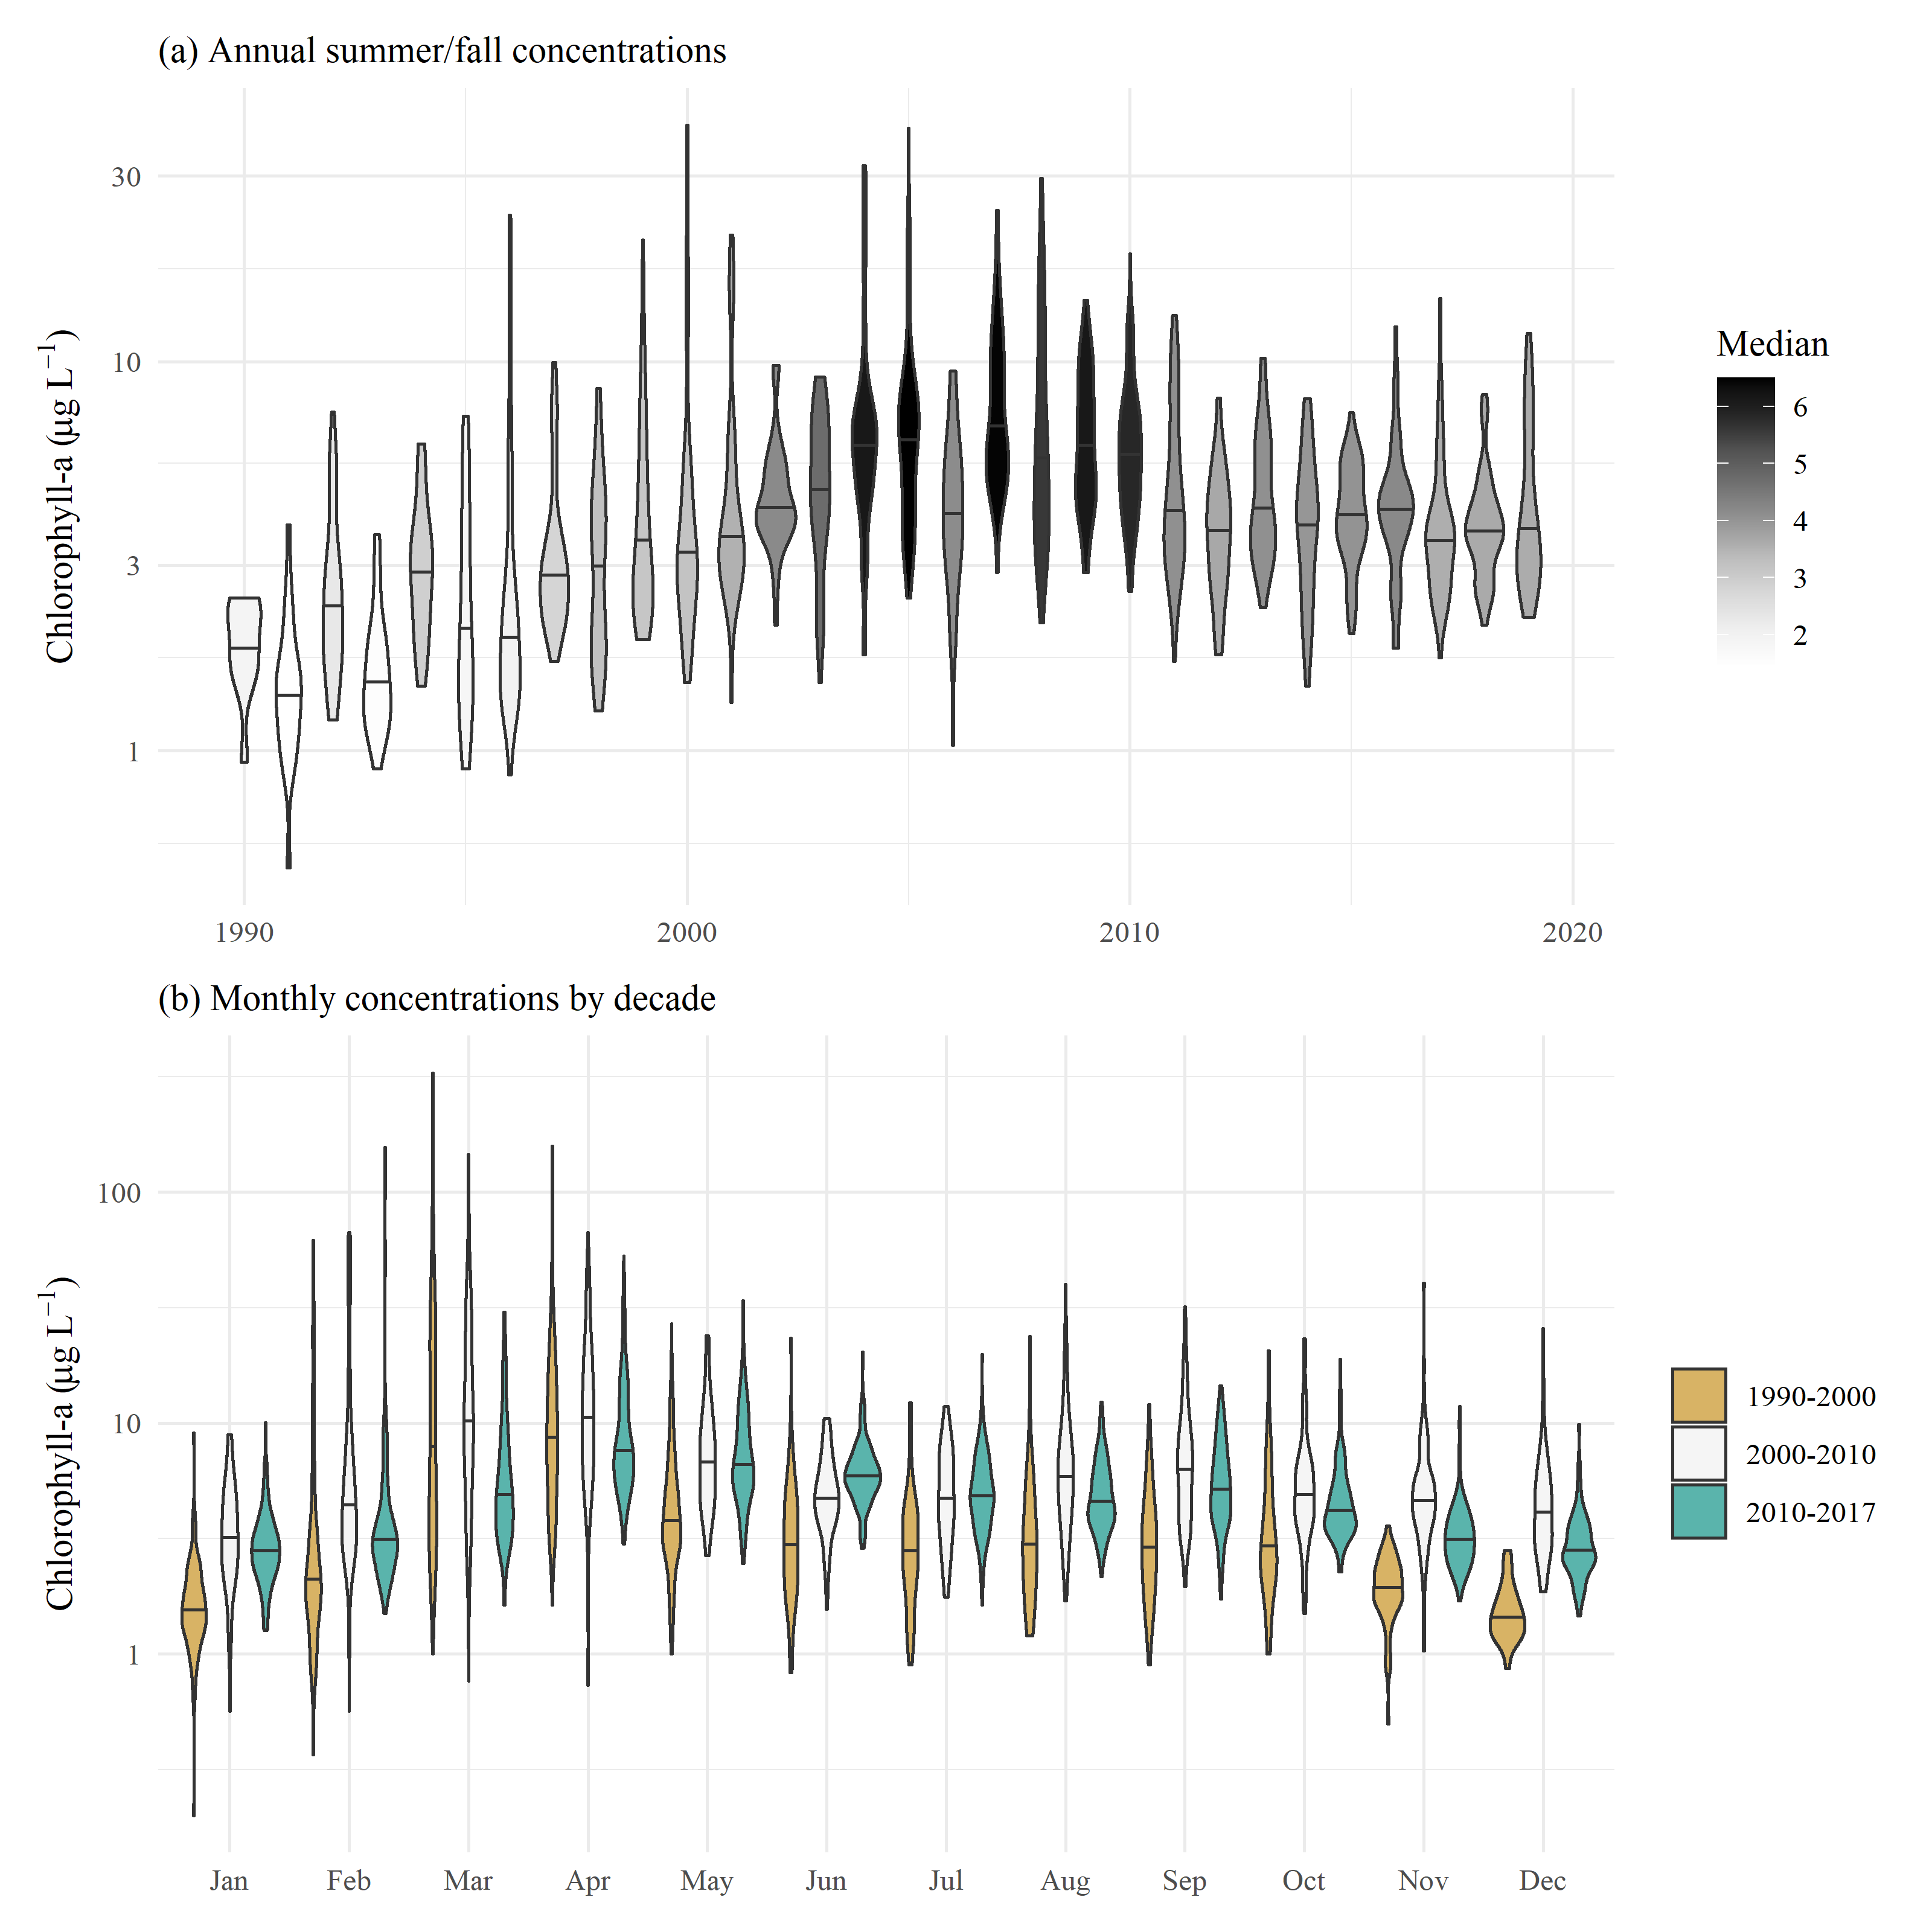 (a) Annual summer/fall concentrations
Chlorophyll-a (µg L⁻¹)
30
10
3
1
1990 2000 2010 2020
Median
6
5
4
3
2
(b) Monthly concentrations by decade
Chlorophyll-a (µg L⁻¹)
100
10
1
Jan Feb Mar Apr May Jun Jul Aug Sep Oct Nov Dec
1990-2000
2000-2010
2010-2017